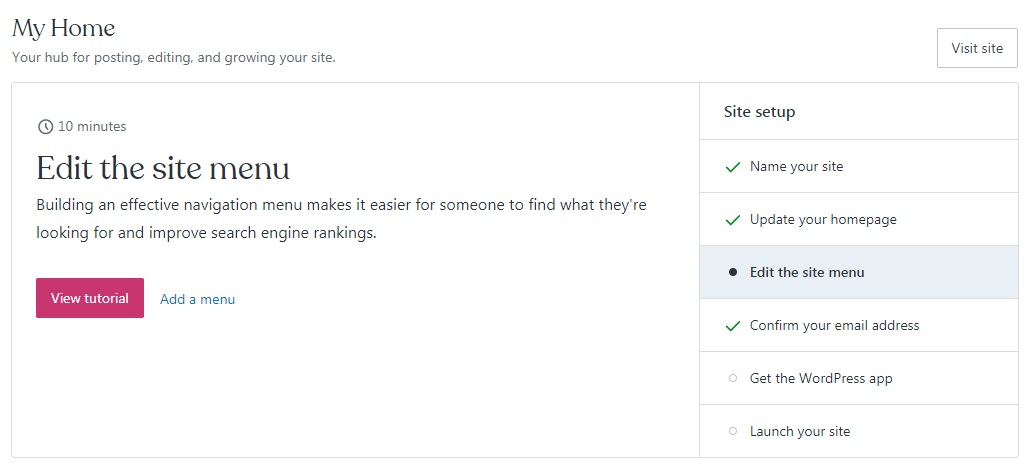 My Home
Your hub for posting, editing, and growing your site.
Visit site
10 minutes
Edit the site menu
Building an effective navigation menu makes it easier for someone to find what they're
looking for and improve search engine rankings.
View tutorial
Add a menu
Site setup
Name your site
Update your homepage
Edit the site menu
Confirm your email address
Get the WordPress app
Launch your site